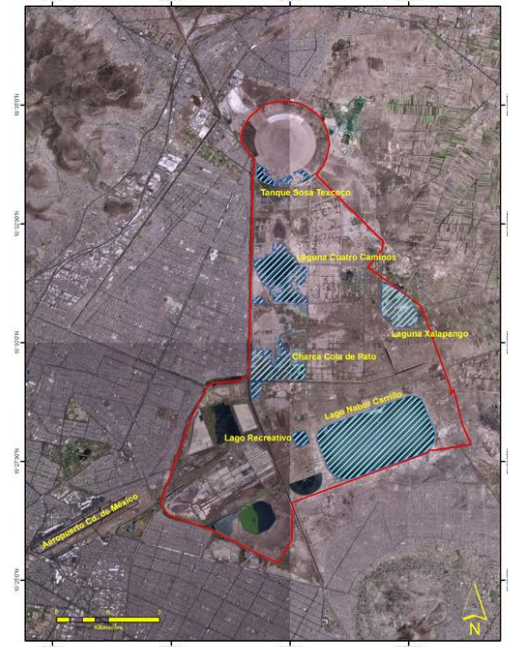 Tanque Sosa Texcoco
Laguna Cuatro Caminos
Laguna Xalapango
Charca Cola de Pato
Lago Nabor Carrillo
Lago Recreativo
Aeropuerto Cd. de México
N